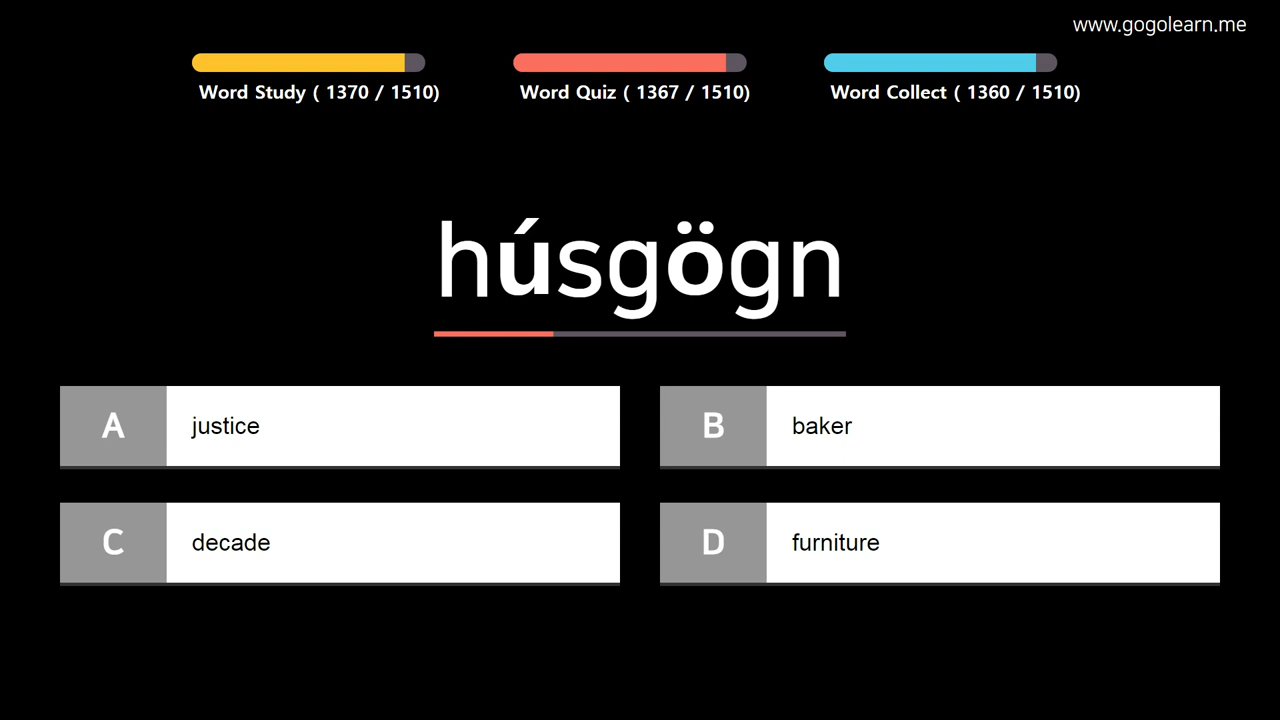 www.gogolearn.me
Word Study ( 1370 / 1510)
Word Quiz ( 1367 / 1510)
Word Collect ( 1360 / 1510)
húsgögn
A justice
B baker
C decade
D furniture